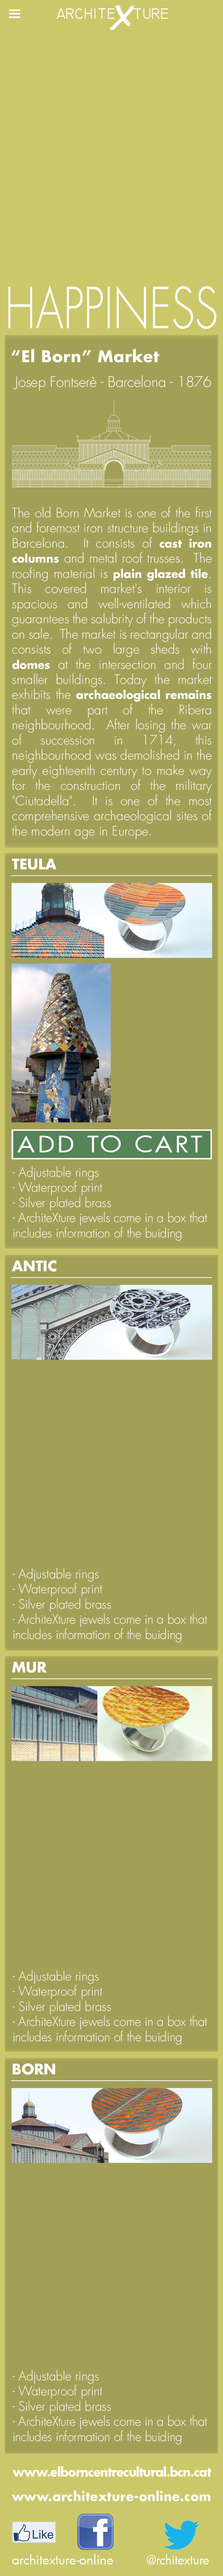 ARCHITEXTURE
HAPPINESS
“El Born” Market
Josep Fontserè - Barcelona - 1876
The old Born Market is one of the first
and foremost iron structure buildings in
Barcelona. It consists of cast iron
columns and metal roof trusses. The
roofing material is plain glazed tile.
This covered market's interior is
spacious and well-ventilated which
guarantees the salubrity of the products
on sale. The market is rectangular and
consists of two large sheds with
domes at the intersection and four
smaller buildings. Today the market
exhibits the archaeological remains
that were part of the Ribera
neighbourhood. After losing the war
of succession in 1714, this
neighbourhood was demolished in the
early eighteenth century to make way
for the construction of the military
"Ciutadella". It is one of the most
comprehensive archaeological sites of
the modern age in Europe.
TEULA
ADD TO CART
- Adjustable rings
- Waterproof print
- Silver plated brass
- ArchiteXture jewels come in a box that
includes information of the buiding
ANTIC
- Adjustable rings
- Waterproof print
- Silver plated brass
- ArchiteXture jewels come in a box that
includes information of the buiding
MUR
- Adjustable rings
- Waterproof print
- Silver plated brass
- ArchiteXture jewels come in a box that
includes information of the buiding
BORN
- Adjustable rings
- Waterproof print
- Silver plated brass
- ArchiteXture jewels come in a box that
includes information of the buiding
www.elborncentrecultural.bcn.cat
www.architexture-online.com
Like
f
architexture-online @rchitexture